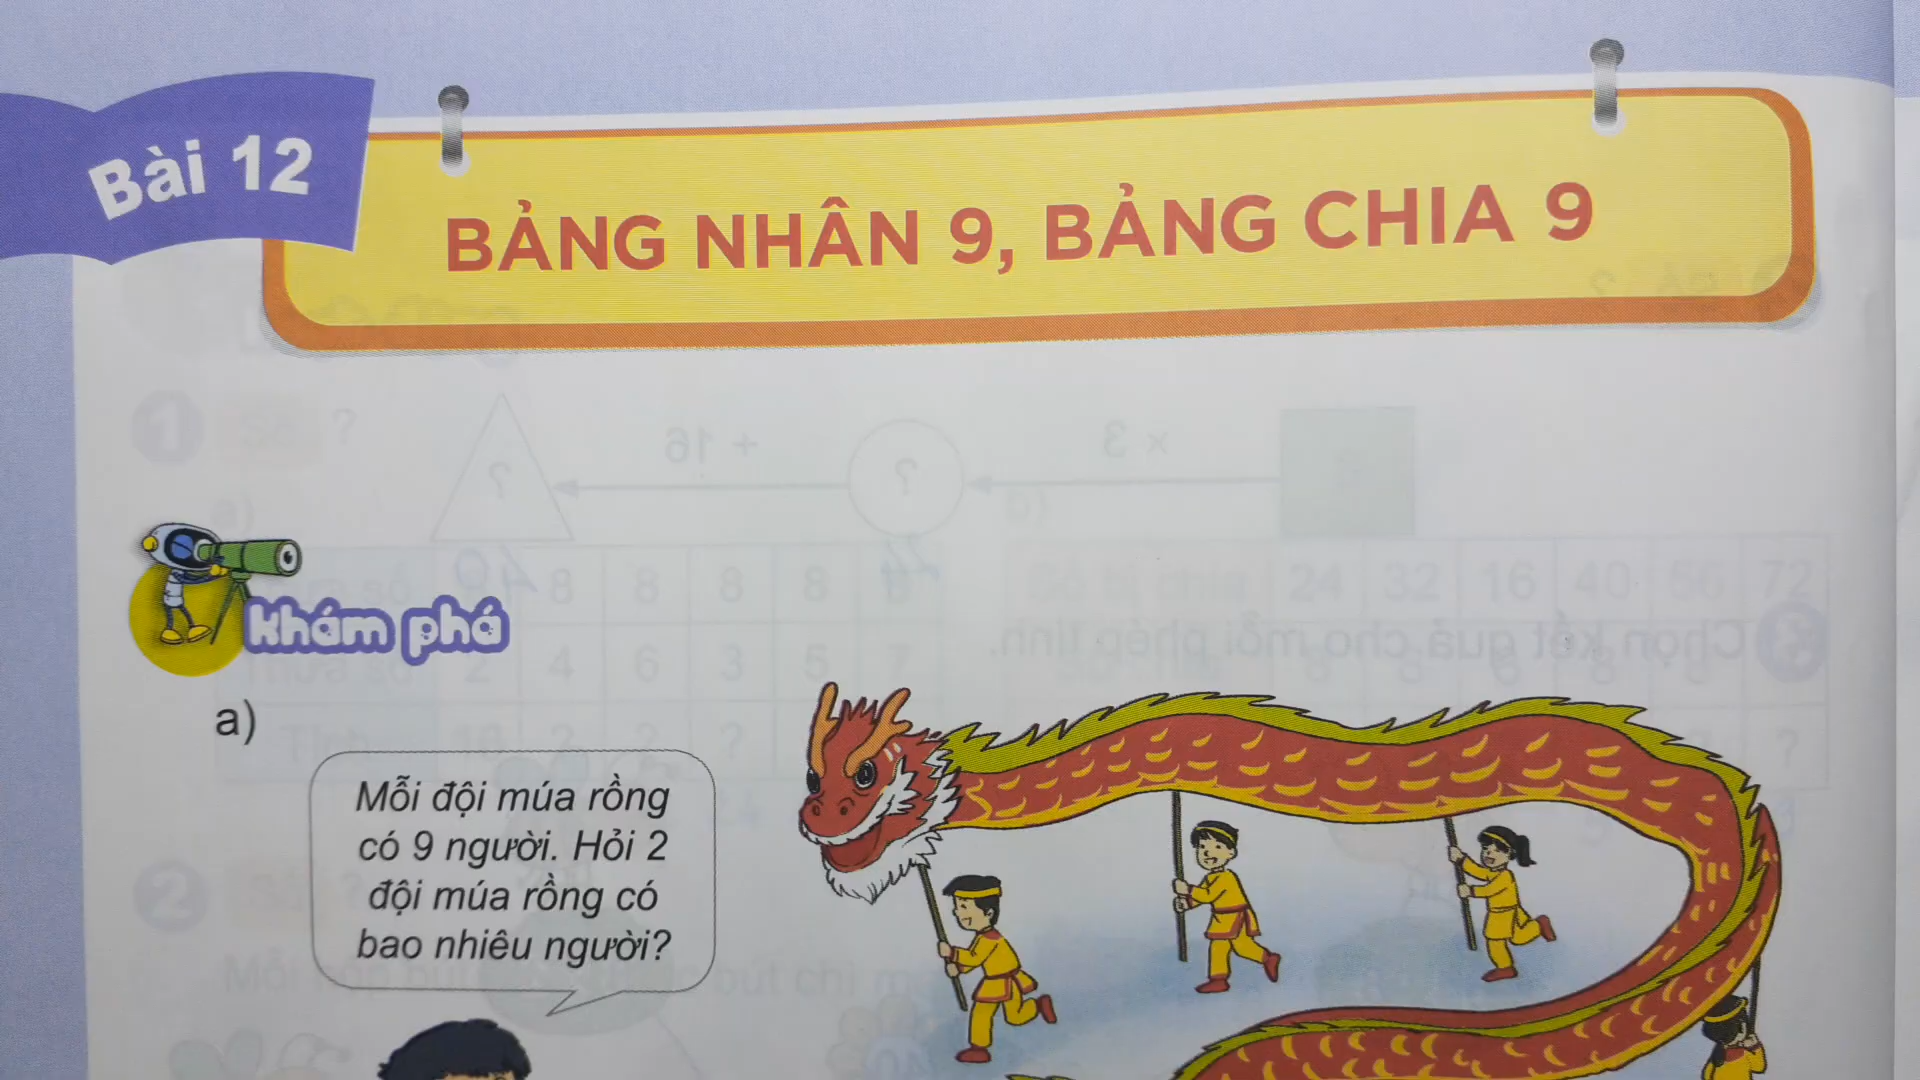 Bài 12
BẢNG NHÂN 9, BẢNG CHIA 9
khám phá
a)
Mỗi đội múa rồng
có 9 người. Hỏi 2
đội múa rồng có
bao nhiêu người?